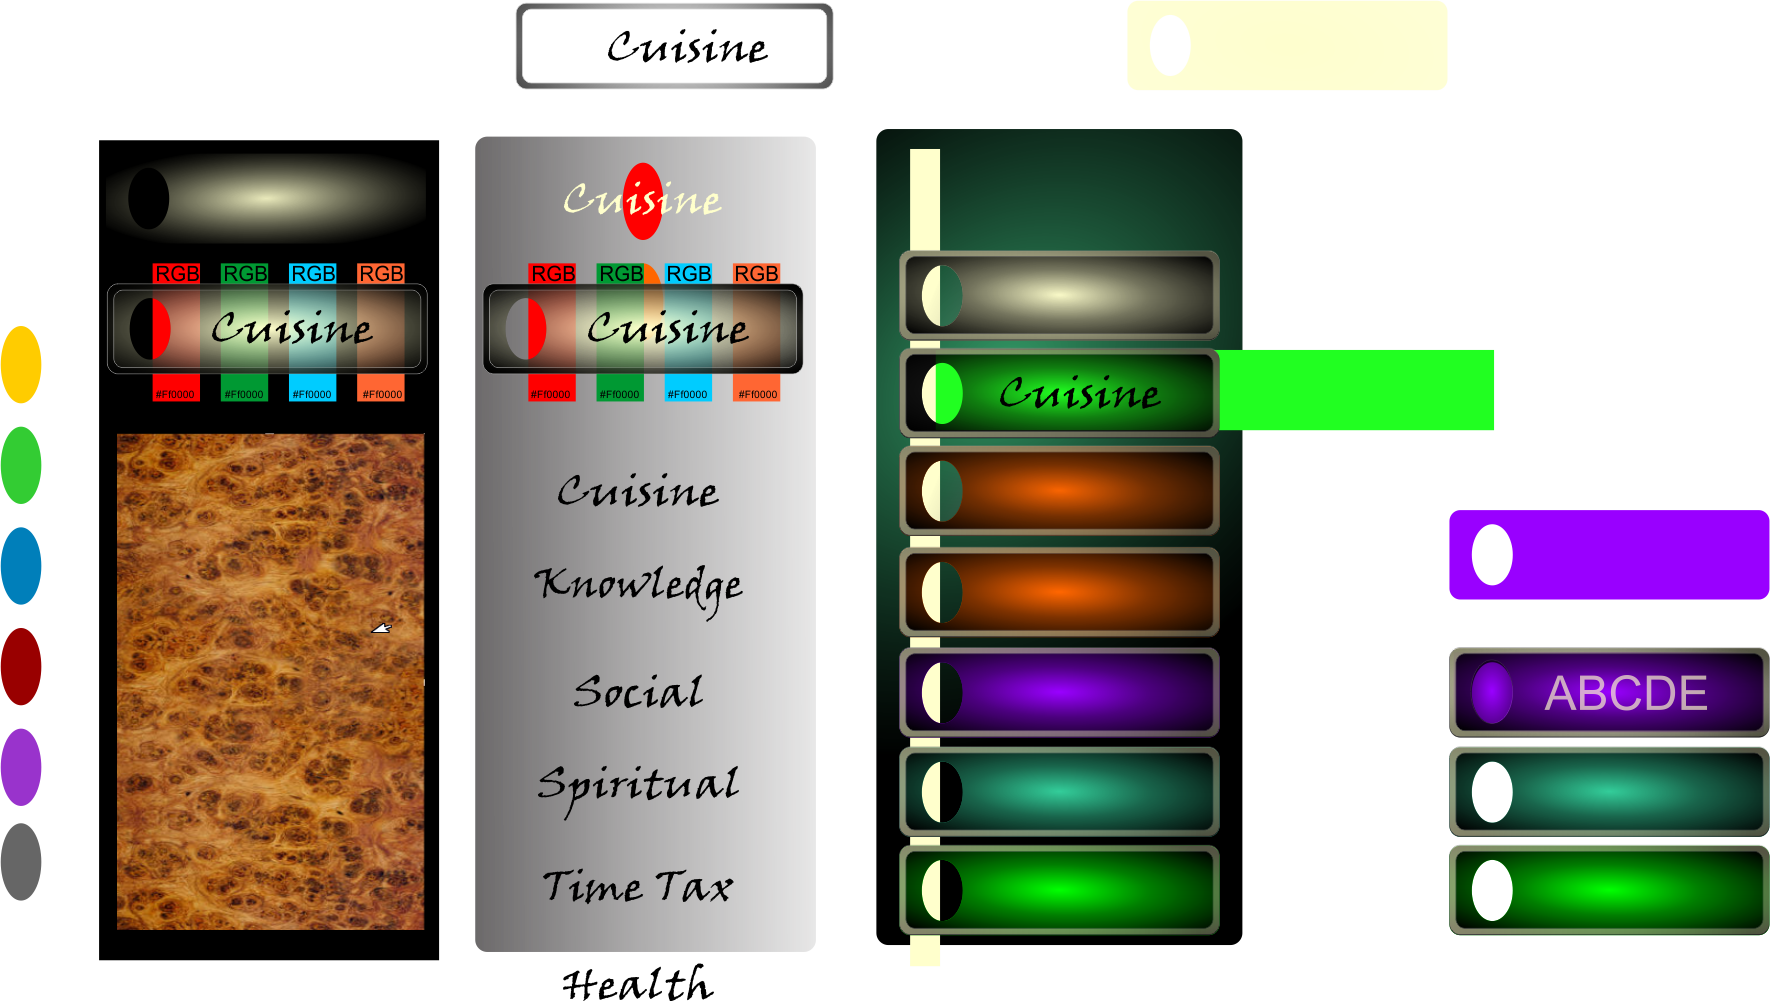 Cuisine
Cuisine
RGB RGB RGB RGB
Cuisine
#Ff0000 #Ff0000 #Ff0000 #Ff0000
RGB RGB RGB RGB
Cuisine
#Ff0000 #Ff0000 #Ff0000 #Ff0000
Cuisine
Cuisine
Knowledge
Social
Spiritual
Time Tax
Health
ABCDE